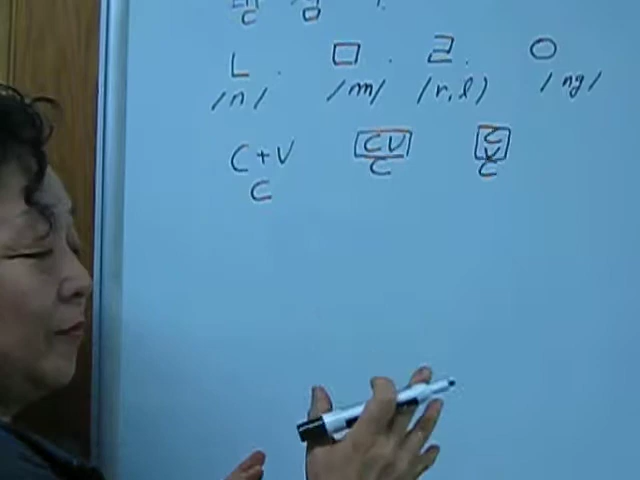 ㄴ . ㅁ . ㄹ . ㅇ
/n/ /m/ /r, l/ /ng/
C+V CV C
C C V
C